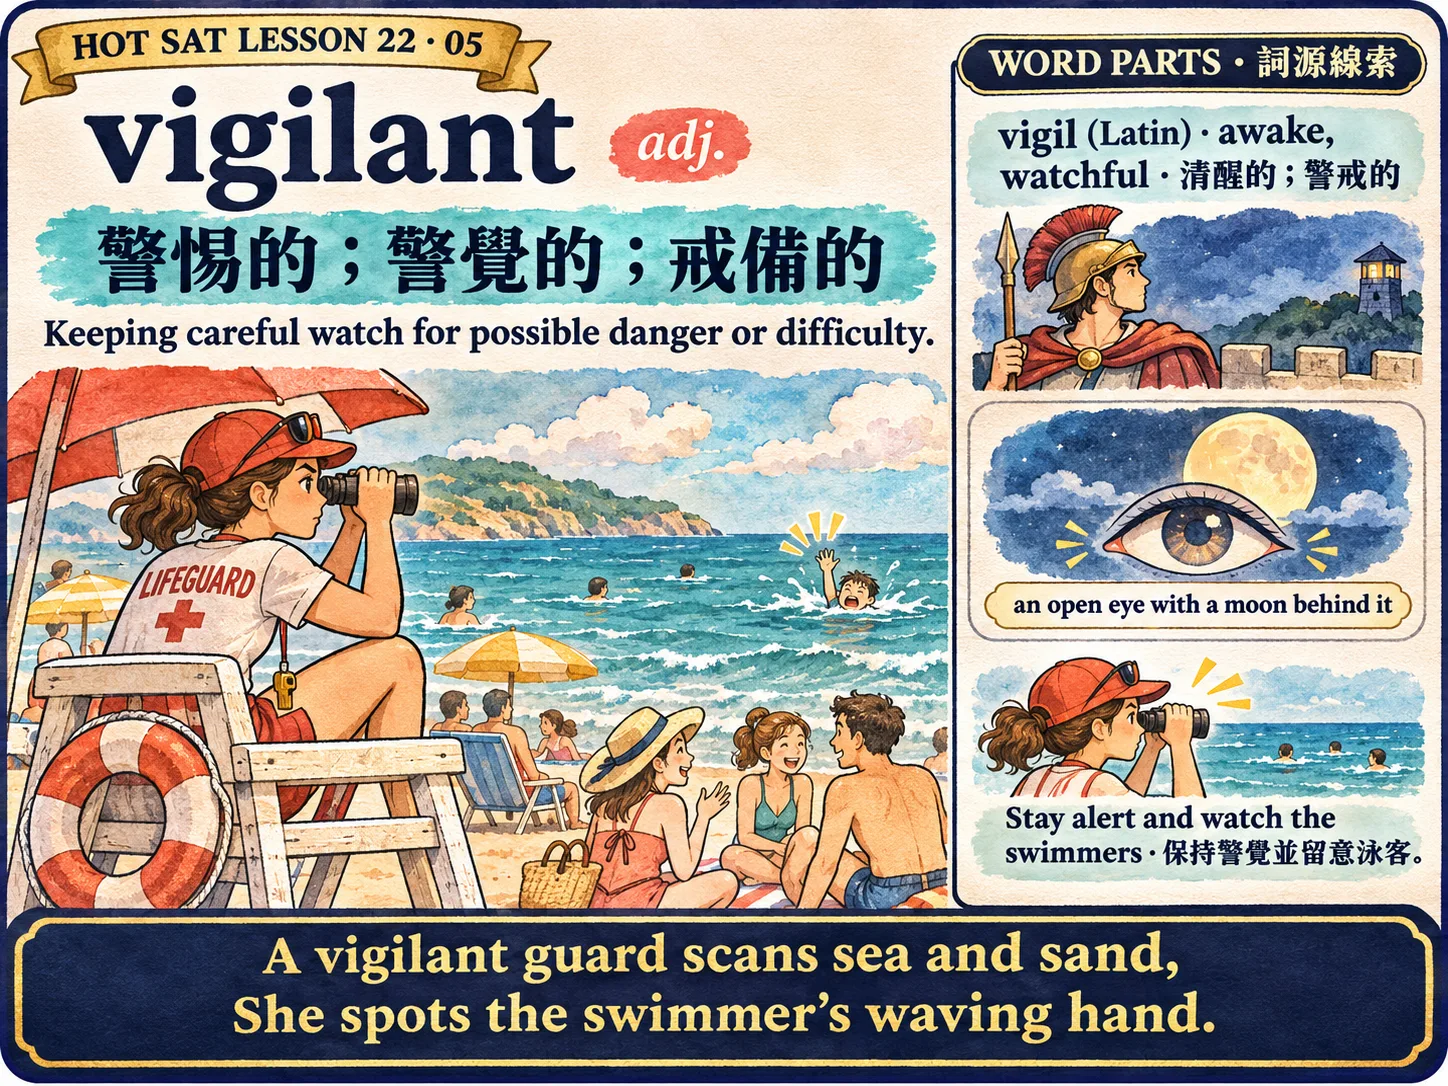 HOT SAT LESSON 22 · 05
vigilant adj.
警惕的；警覺的；戒備的
Keeping careful watch for possible danger or difficulty.
LIFEGUARD
WORD PARTS · 詞源線索
vigil (Latin) · awake,
watchful · 清醒的；警戒的
an open eye with a moon behind it
Stay alert and watch the
swimmers · 保持警覺並留意泳客。
A vigilant guard scans sea and sand,
She spots the swimmer’s waving hand.